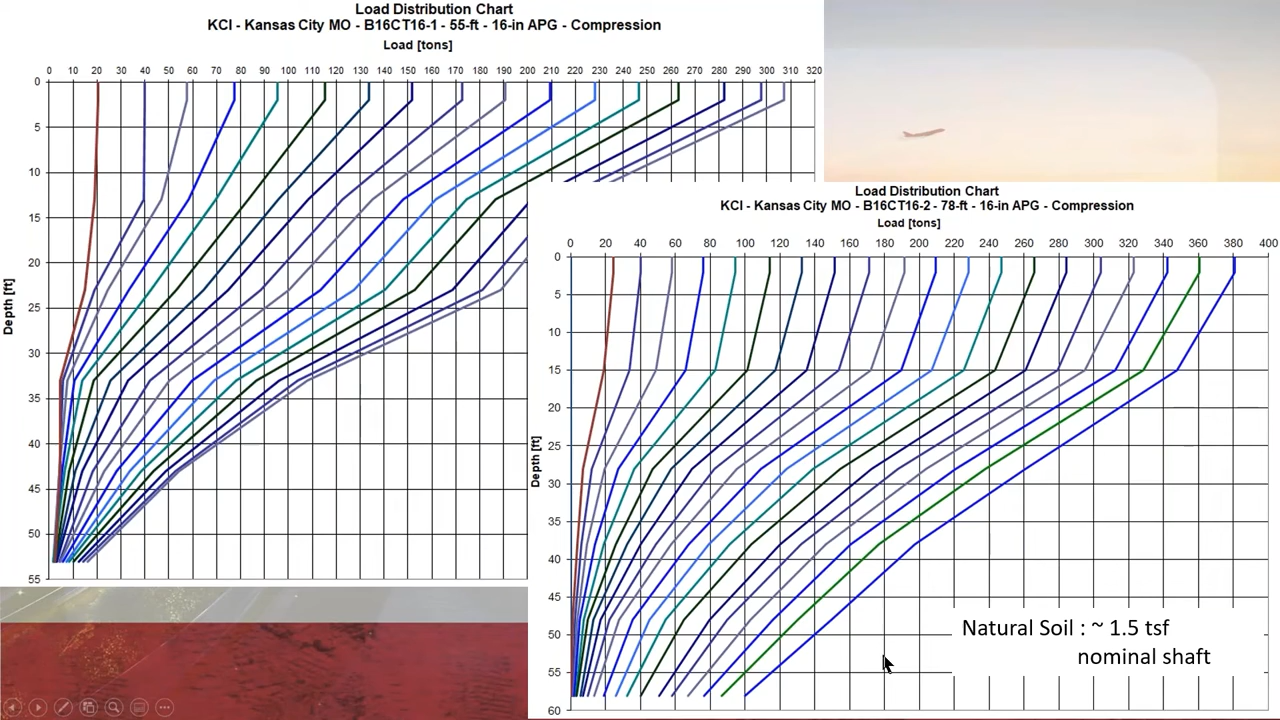 Load Distribution Chart
KCI - Kansas City MO - B16CT16-1 - 55-ft - 16-in APG - Compression
Load [tons]
0 10 20 30 40 50 60 70 80 90 100 110 120 130 140 150 160 170 180 190 200 210 220 230 240 250 260 270 280 290 300 310 320
0
5
10
15
20
25
30
35
40
45
50
55
Depth [ft]
Load Distribution Chart
KCI - Kansas City MO - B16CT16-2 - 78-ft - 16-in APG - Compression
Load [tons]
0 20 40 60 80 100 120 140 160 180 200 220 240 260 280 300 320 340 360 380 400
0
5
10
15
20
25
30
35
40
45
50
55
60
Depth [ft]
Natural Soil : ~ 1.5 tsf
nominal shaft